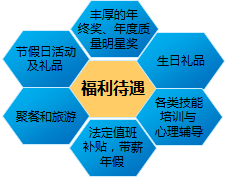 丰厚的年
终奖、年度质
量明星奖
节假日活动
及礼品
生日礼品
福利待遇
聚餐和旅游
各类技能
培训与
心理辅导
法定值班
补贴，带薪
年假